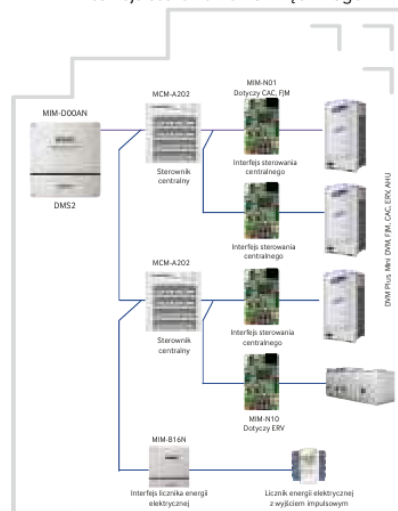 MIM-D00AN
DMS2
MCM-A202
Sterownik
centralny
MIM-N01
Dotyczy CAC, FJM
Interfejs sterowania
centralnego
Interfejs sterowania
centralnego
DVM Plus, Mini DVM, FJM, CAC, ERV, AHU
MCM-A202
Sterownik
centralny
Interfejs sterowania
centralnego
MIM-N10
Dotyczy ERV
MIM-B16N
Interfejs licznika energii
elektrycznej
Licznik energii elektrycznej
z wyjściem impulsowym